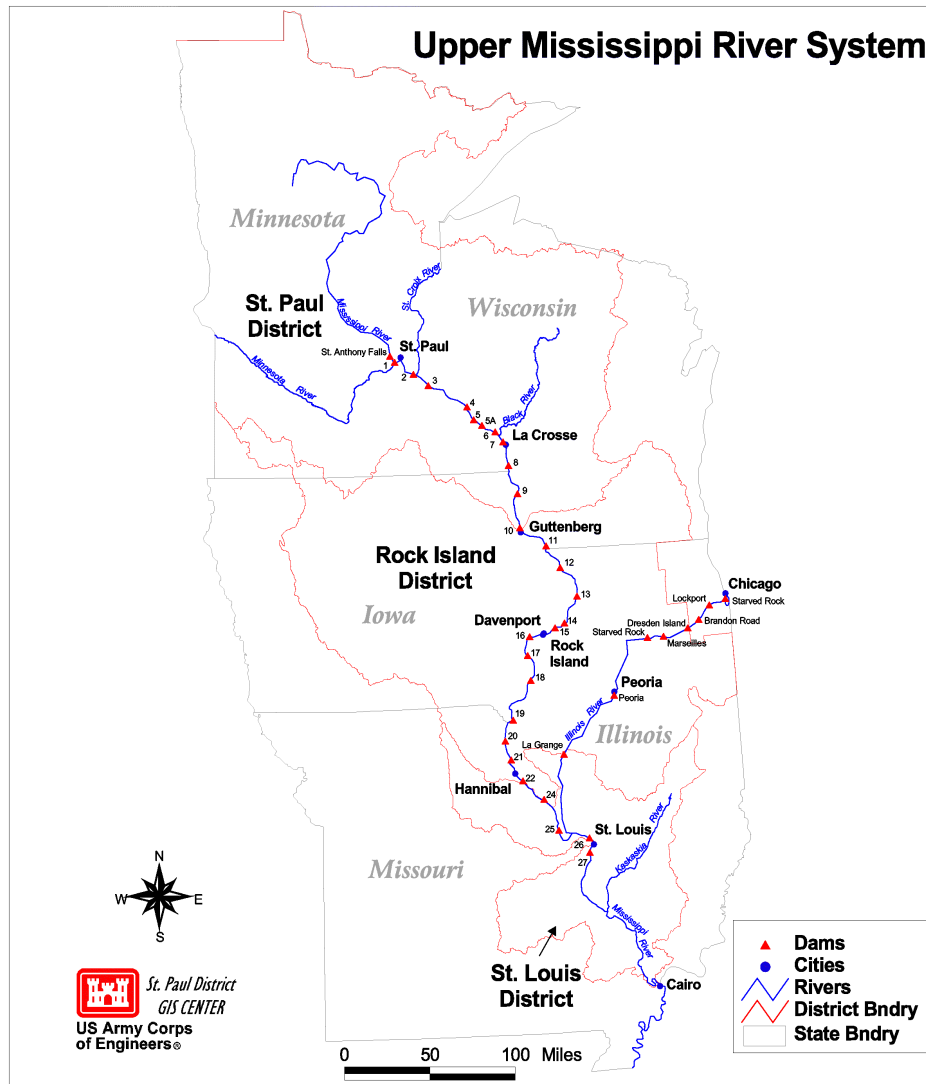 Upper Mississippi River System
Minnesota
St. Croix River
Wisconsin
St. Paul
District
Mississippi River
St. Anthony Falls
St. Paul
1
2
3
Minnesota River
4
5
5A
Black River
6
7
La Crosse
8
9
10
Guttenberg
11
Rock Island
District
12
Iowa
13
Chicago
Lockport
Starved Rock
Davenport
14
15
16
Rock
Island
Dresden Island
Brandon Road
Starved Rock
Marseilles
17
18
Peoria
Peoria
19
Illinois River
Illinois
20
La Grange
21
22
Hannibal
24
25
St. Louis
26
27
Kaskaskia River
Missouri
Mississippi River
N
W
E
S
St. Louis
District
Cairo
Dams
Cities
Rivers
District Bndry
State Bndry
St. Paul District
GIS CENTER
US Army Corps
of Engineers®
0 50 100 Miles